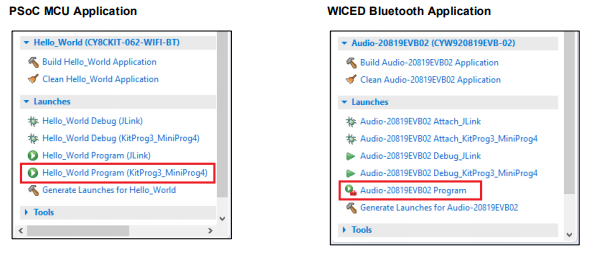 PSoC MCU Application
Hello_World (CY8CKIT-062-WIFI-BT)
Build Hello_World Application
Clean Hello_World Application
Launches
Hello_World Debug (JLink)
Hello_World Debug (KitProg3_MiniProg4)
Hello_World Program (JLink)
Hello_World Program (KitProg3_MiniProg4)
Generate Launches for Hello_World
Tools
WICED Bluetooth Application
Audio-20819EVB02 (CYW920819EVB-02)
Build Audio-20819EVB02 Application
Clean Audio-20819EVB02 Application
Launches
Audio-20819EVB02 Attach_JLink
Audio-20819EVB02 Attach_KitProg3_MiniProg4
Audio-20819EVB02 Debug_JLink
Audio-20819EVB02 Debug_KitProg3_MiniProg4
Audio-20819EVB02 Program
Generate Launches for Audio-20819EVB02
Tools